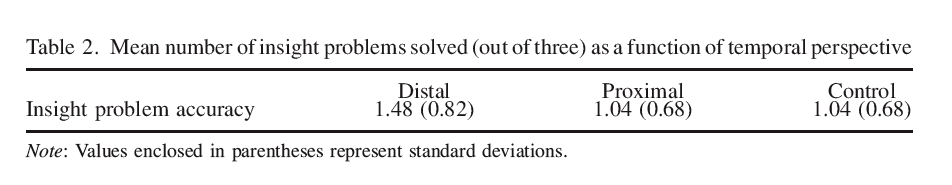 Table 2. Mean number of insight problems solved (out of three) as a function of temporal perspective
Distal Proximal Control
Insight problem accuracy 1.48 (0.82) 1.04 (0.68) 1.04 (0.68)
Note: Values enclosed in parentheses represent standard deviations.